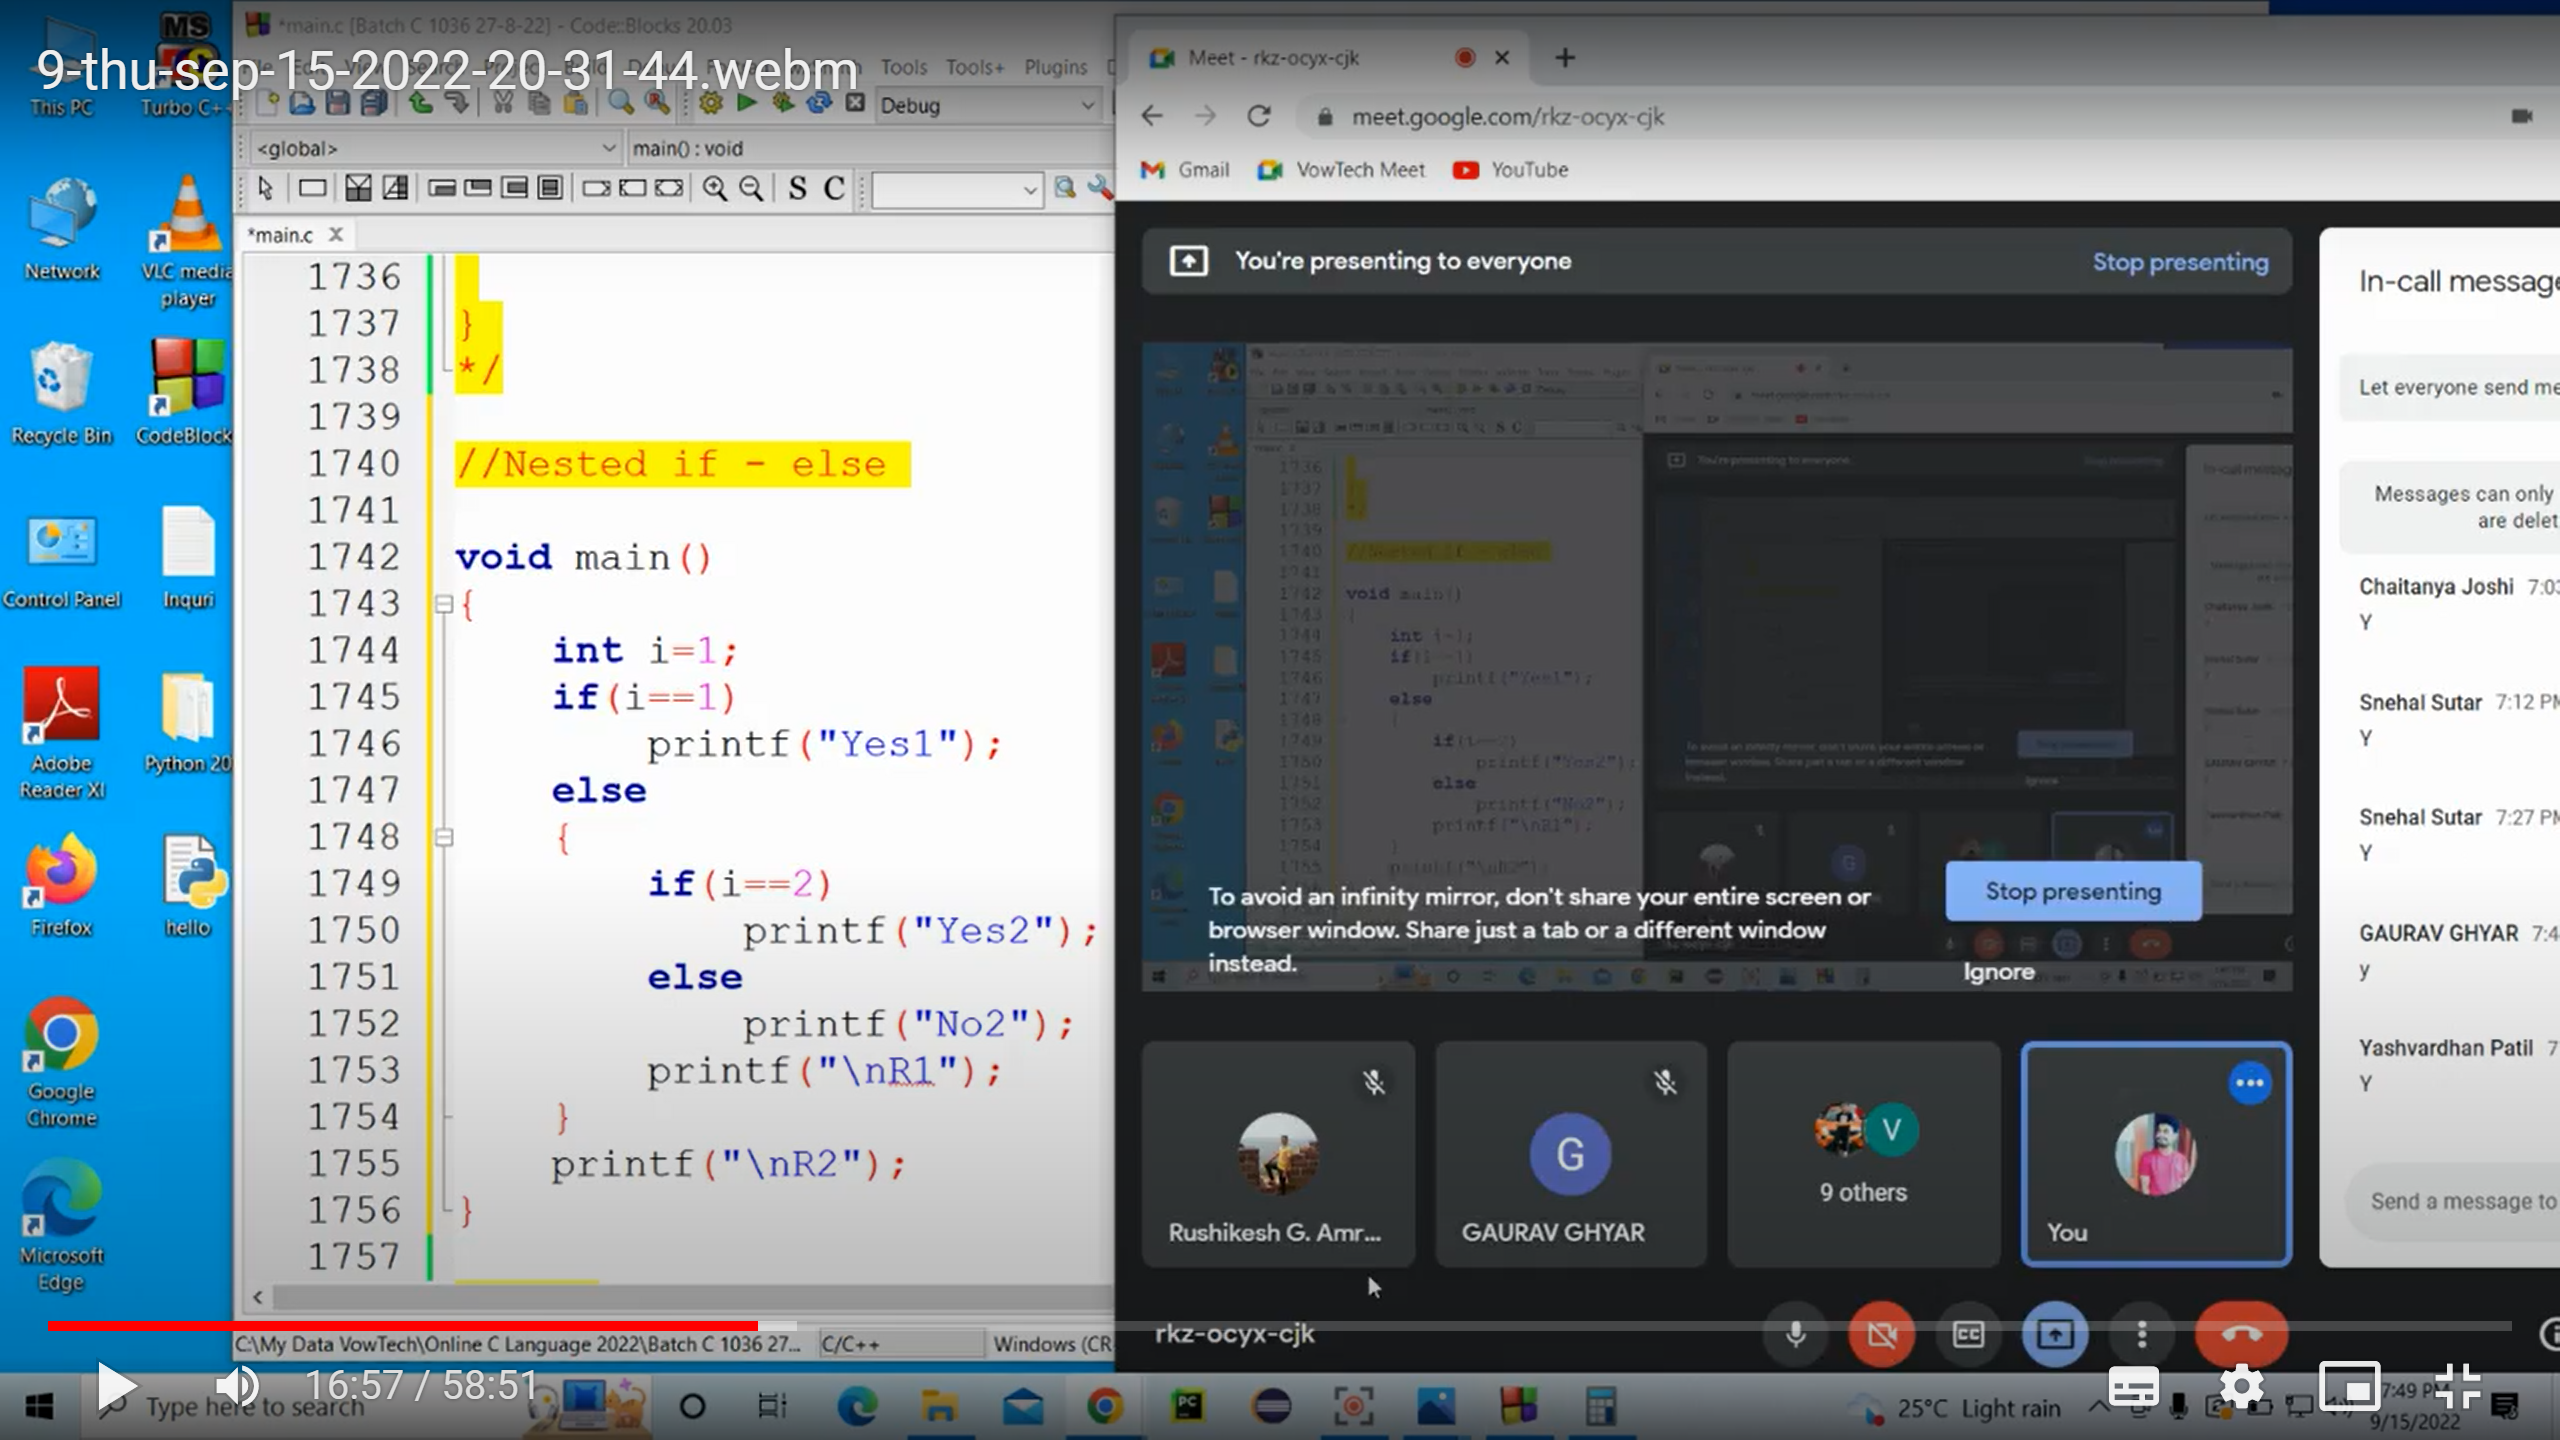 *main.c [Batch C 1036 27-8-22] - Code::Blocks 20.03
9-thu-sep-15-2022-20-31-44.webm
Tools Tools+ Plugins
This PC
Turbo C++
Debug
<global>
main() : void
S C
*main.c X
Network
VLC media player
Recycle Bin
CodeBlock
Control Panel
Inquri
Adobe Reader XI
Python 20
Firefox
hello
Google Chrome
Microsoft Edge
1736
1737 }
1738 */
1739
1740 //Nested if - else
1741
1742 void main()
1743 {
1744 int i=1;
1745 if(i==1)
1746 printf("Yes1");
1747 else
1748 {
1749 if(i==2)
1750 printf("Yes2");
1751 else
1752 printf("No2");
1753 printf("\nR1");
1754 }
1755 printf("\nR2");
1756 }
1757
C:\My Data VowTech\Online C Language 2022\Batch C 1036 27...
C/C++
Windows (CR
Meet - rkz-ocyx-cjk
meet.google.com/rkz-ocyx-cjk
Gmail VowTech Meet YouTube
You're presenting to everyone
Stop presenting
To avoid an infinity mirror, don't share your entire screen or
browser window. Share just a tab or a different window
instead.
Stop presenting
Ignore
Rushikesh G. Amr...
G
GAURAV GHYAR
V
9 others
You
rkz-ocyx-cjk
In-call message
Let everyone send me
Messages can only
are delet
Chaitanya Joshi 7:03
Y
Snehal Sutar 7:12 PM
Y
Snehal Sutar 7:27 PM
Y
GAURAV GHYAR 7:4
y
Yashvardhan Patil 7
Y
Send a message to
16:57 / 58:51
Type here to search
25°C Light rain
7:49 PM
9/15/2022